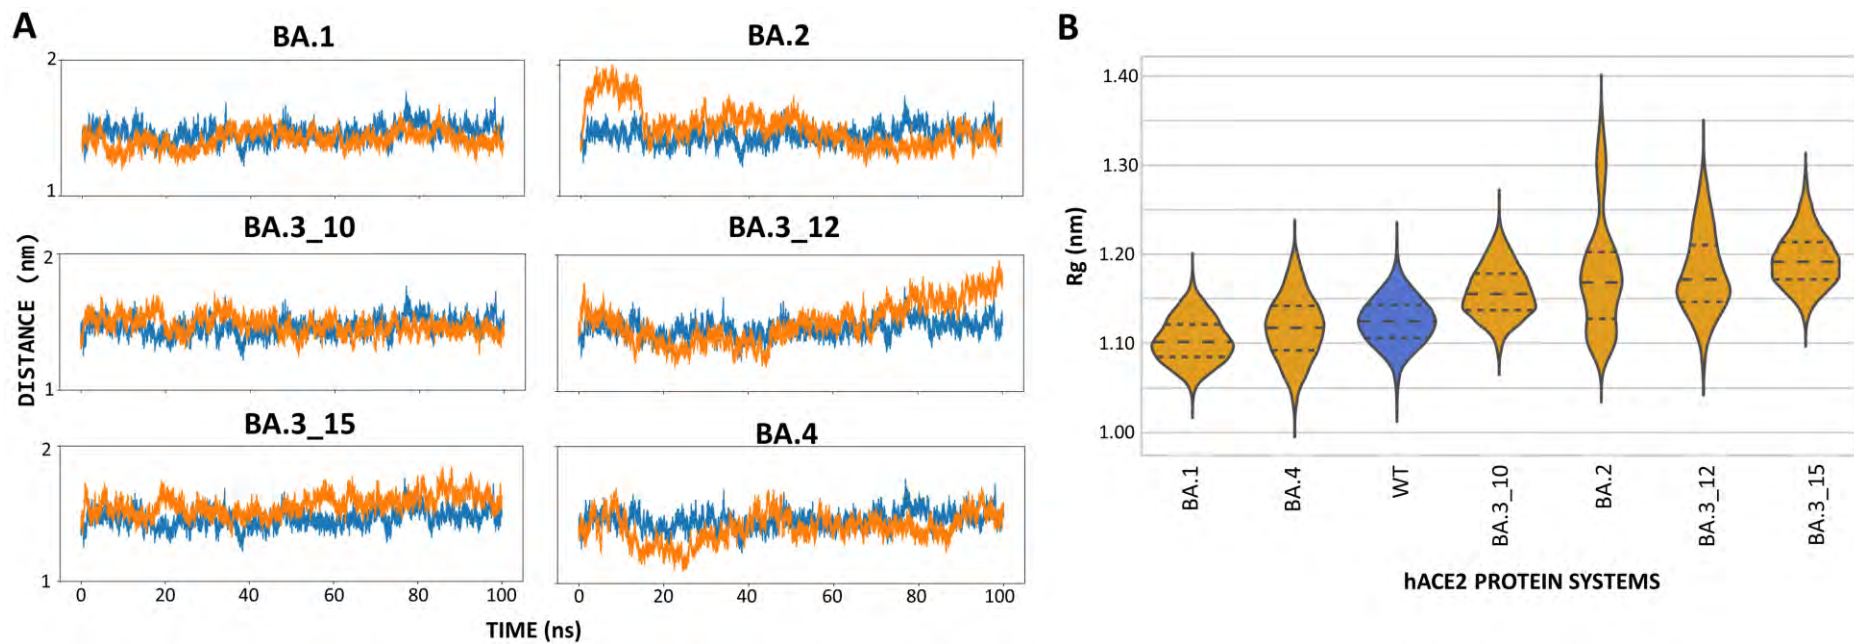 A
BA.1
BA.2
2
1
BA.3_10
BA.3_12
2
1
DISTANCE (nm)
BA.3_15
BA.4
2
1
0 20 40 60 80 100
0 20 40 60 80 100
TIME (ns)
B
1.40
1.30
1.20
1.10
1.00
Rg (nm)
BA.1
BA.4
WT
BA.3_10
BA.2
BA.3_12
BA.3_15
hACE2 PROTEIN SYSTEMS